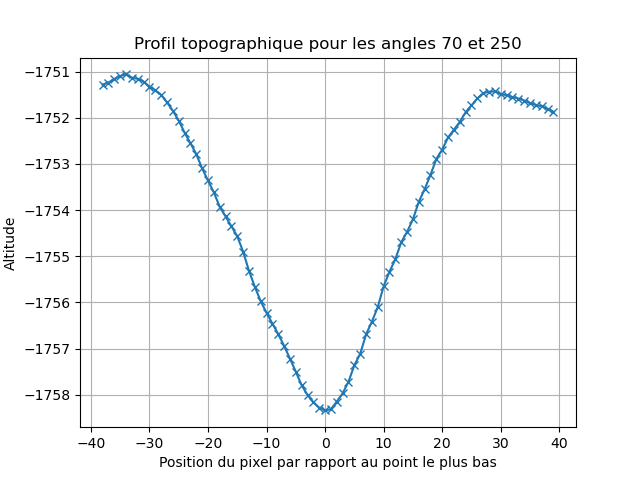 Profil topographique pour les angles 70 et 250
Altitude
−1751
−1752
−1753
−1754
−1755
−1756
−1757
−1758
−40 −30 −20 −10 0 10 20 30 40
Position du pixel par rapport au point le plus bas